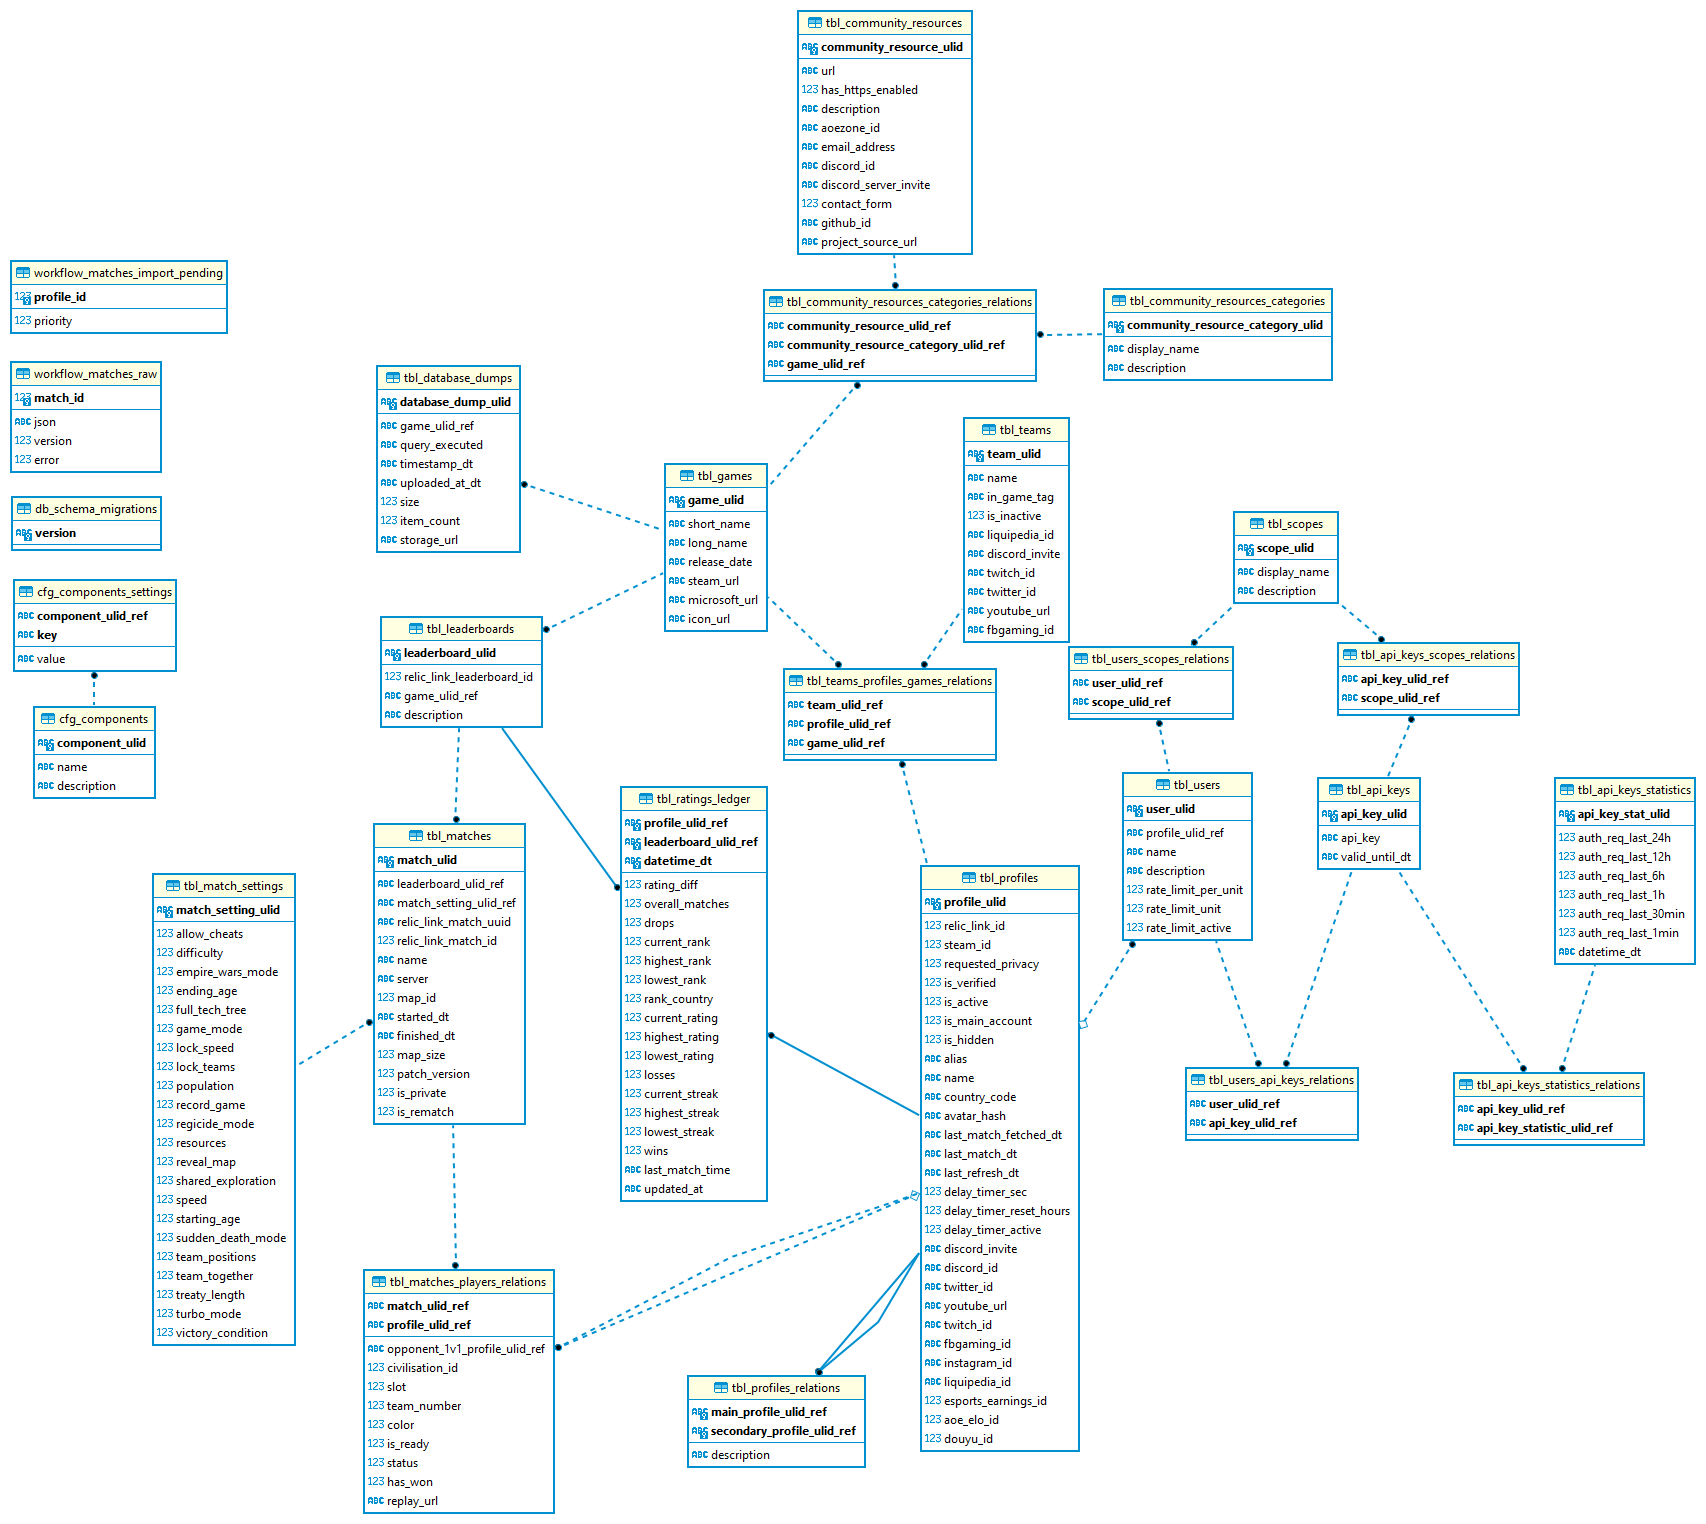 tbl_community_resources
community_resource_ulid
url
has_https_enabled
description
aoezone_id
email_address
discord_id
discord_server_invite
contact_form
github_id
project_source_url
workflow_matches_import_pending
profile_id
priority
tbl_community_resources_categories_relations
community_resource_ulid_ref
community_resource_category_ulid_ref
game_ulid_ref
tbl_community_resources_categories
community_resource_category_ulid
display_name
description
workflow_matches_raw
match_id
json
version
error
tbl_database_dumps
database_dump_ulid
game_ulid_ref
query_executed
timestamp_dt
uploaded_at_dt
size
item_count
storage_url
tbl_teams
team_ulid
name
in_game_tag
is_inactive
liquipedia_id
discord_invite
twitch_id
twitter_id
youtube_url
fbgaming_id
tbl_games
game_ulid
short_name
long_name
release_date
steam_url
microsoft_url
icon_url
db_schema_migrations
version
tbl_scopes
scope_ulid
display_name
description
cfg_components_settings
component_ulid_ref
key
value
tbl_leaderboards
leaderboard_ulid
relic_link_leaderboard_id
game_ulid_ref
description
tbl_users_scopes_relations
user_ulid_ref
scope_ulid_ref
tbl_api_keys_scopes_relations
api_key_ulid_ref
scope_ulid_ref
tbl_teams_profiles_games_relations
team_ulid_ref
profile_ulid_ref
game_ulid_ref
cfg_components
component_ulid
name
description
tbl_users
user_ulid
profile_ulid_ref
name
description
rate_limit_per_unit
rate_limit_unit
rate_limit_active
tbl_api_keys
api_key_ulid
api_key
valid_until_dt
tbl_api_keys_statistics
api_key_stat_ulid
auth_req_last_24h
auth_req_last_12h
auth_req_last_6h
auth_req_last_1h
auth_req_last_30min
auth_req_last_1min
datetime_dt
tbl_ratings_ledger
profile_ulid_ref
leaderboard_ulid_ref
datetime_dt
rating_diff
overall_matches
drops
current_rank
highest_rank
lowest_rank
rank_country
current_rating
highest_rating
lowest_rating
losses
current_streak
highest_streak
lowest_streak
wins
last_match_time
updated_at
tbl_matches
match_ulid
leaderboard_ulid_ref
match_setting_ulid_ref
relic_link_match_uuid
relic_link_match_id
name
server
map_id
started_dt
finished_dt
map_size
patch_version
is_private
is_rematch
tbl_profiles
profile_ulid
relic_link_id
steam_id
requested_privacy
is_verified
is_active
is_main_account
is_hidden
alias
name
country_code
avatar_hash
last_match_fetched_dt
last_match_dt
last_refresh_dt
delay_timer_sec
delay_timer_reset_hours
delay_timer_active
discord_invite
discord_id
twitter_id
youtube_url
twitch_id
fbgaming_id
instagram_id
liquipedia_id
esports_earnings_id
aoe_elo_id
douyu_id
tbl_match_settings
match_setting_ulid
allow_cheats
difficulty
empire_wars_mode
ending_age
full_tech_tree
game_mode
lock_speed
lock_teams
population
record_game
regicide_mode
resources
reveal_map
shared_exploration
speed
starting_age
sudden_death_mode
team_positions
team_together
treaty_length
turbo_mode
victory_condition
tbl_users_api_keys_relations
user_ulid_ref
api_key_ulid_ref
tbl_api_keys_statistics_relations
api_key_ulid_ref
api_key_statistic_ulid_ref
tbl_matches_players_relations
match_ulid_ref
profile_ulid_ref
opponent_1v1_profile_ulid_ref
civilisation_id
slot
team_number
color
is_ready
status
has_won
replay_url
tbl_profiles_relations
main_profile_ulid_ref
secondary_profile_ulid_ref
description